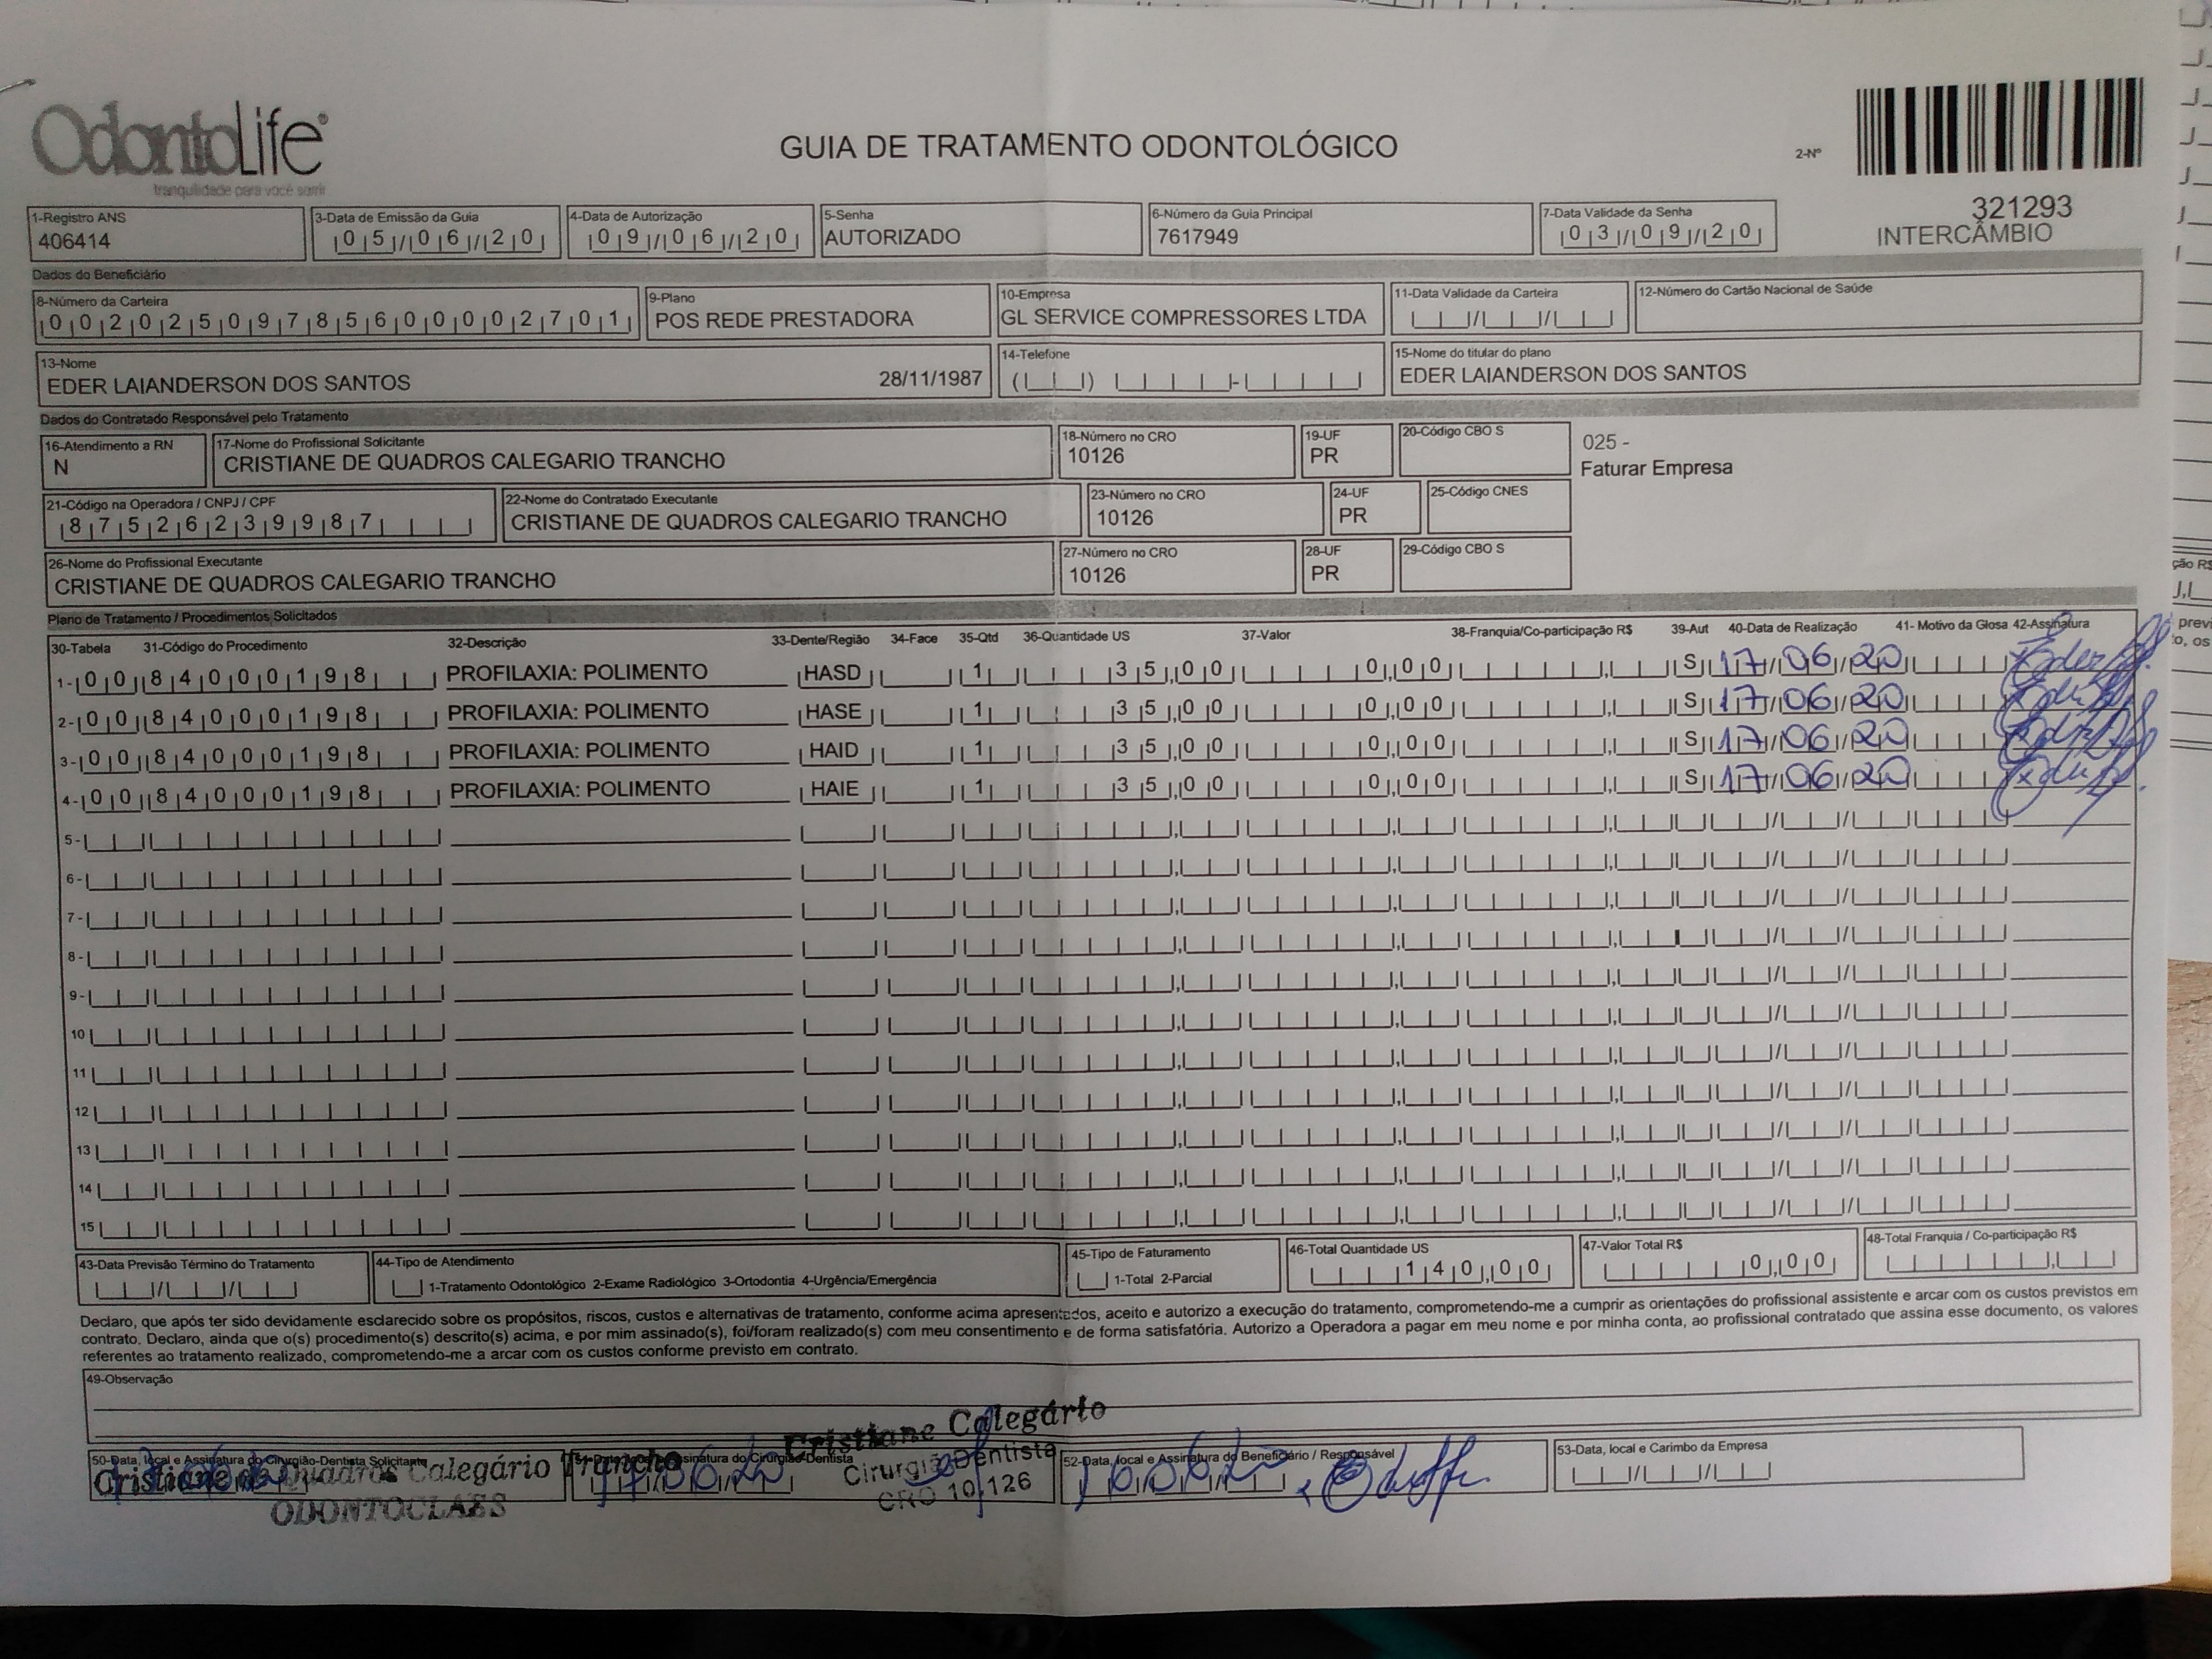 OdontoLife®
tranquilidade para você sorrir
GUIA DE TRATAMENTO ODONTOLÓGICO
2-Nº
321293
INTERCÂMBIO
1-Registro ANS
406414
3-Data de Emissão da Guia
05/06/20
4-Data de Autorização
09/06/20
5-Senha
AUTORIZADO
6-Número da Guia Principal
7617949
7-Data Validade da Senha
03/09/20
Dados do Beneficiário
8-Número da Carteira
00202509785600002701
9-Plano
POS REDE PRESTADORA
10-Empresa
GL SERVICE COMPRESSORES LTDA
11-Data Validade da Carteira
12-Número do Cartão Nacional de Saúde
13-Nome
EDER LAIANDERSON DOS SANTOS 28/11/1987
14-Telefone
15-Nome do titular do plano
EDER LAIANDERSON DOS SANTOS
Dados do Contratado Responsável pelo Tratamento
16-Atendimento a RN
N
17-Nome do Profissional Solicitante
CRISTIANE DE QUADROS CALEGARIO TRANCHO
18-Número no CRO
10126
19-UF
PR
20-Código CBO S
025 -
Faturar Empresa
21-Código na Operadora / CNPJ / CPF
87526239987
22-Nome do Contratado Executante
CRISTIANE DE QUADROS CALEGARIO TRANCHO
23-Número no CRO
10126
24-UF
PR
25-Código CNES
26-Nome do Profissional Executante
CRISTIANE DE QUADROS CALEGARIO TRANCHO
27-Número no CRO
10126
28-UF
PR
29-Código CBO S
Plano de Tratamento / Procedimentos Solicitados
30-Tabela 31-Código do Procedimento 32-Descrição 33-Dente/Região 34-Face 35-Qtd 36-Quantidade US 37-Valor 38-Franquia/Co-participação R$ 39-Aut 40-Data de Realização 41- Motivo da Glosa 42-Assinatura
1- 00 84000198 PROFILAXIA: POLIMENTO HASD 1 35,00 0,00 S 17/06/20
2- 00 84000198 PROFILAXIA: POLIMENTO HASE 1 35,00 0,00 S 17/06/20
3- 00 84000198 PROFILAXIA: POLIMENTO HAID 1 35,00 0,00 S 17/06/20
4- 00 84000198 PROFILAXIA: POLIMENTO HAIE 1 35,00 0,00 S 17/06/20
5-
6-
7-
8-
9-
10
11
12
13
14
15
43-Data Previsão Término do Tratamento
44-Tipo de Atendimento
1-Tratamento Odontológico 2-Exame Radiológico 3-Ortodontia 4-Urgência/Emergência
45-Tipo de Faturamento
1-Total 2-Parcial
46-Total Quantidade US
140,00
47-Valor Total R$
0,00
48-Total Franquia / Co-participação R$
Declaro, que após ter sido devidamente esclarecido sobre os propósitos, riscos, custos e alternativas de tratamento, conforme acima apresentados, aceito e autorizo a execução do tratamento, comprometendo-me a cumprir as orientações do profissional assistente e arcar com os custos previstos em
contrato. Declaro, ainda que o(s) procedimento(s) descrito(s) acima, e por mim assinado(s), foi/foram realizado(s) com meu consentimento e de forma satisfatória. Autorizo a Operadora a pagar em meu nome e por minha conta, ao profissional contratado que assina esse documento, os valores
referentes ao tratamento realizado, comprometendo-me a arcar com os custos conforme previsto em contrato.
49-Observação
50-Data, local e Assinatura do Cirurgião-Dentista Solicitante
Cristiane de Quadros Calegário Trancho
ODONTOCLAES
Cristiane Calegário
Cirurgiã Dentista
CRO 10.126
52-Data, local e Assinatura do Beneficiário / Responsável
53-Data, local e Carimbo da Empresa